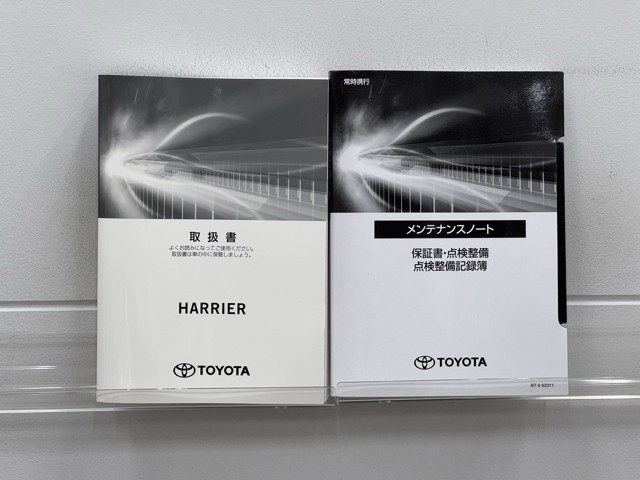 取扱書
よくお読みになってご使用ください。
取扱書は車の中に保管しましょう。
HARRIER
TOYOTA
常時携行
メンテナンスノート
保証書・点検整備
点検整備記録簿
TOYOTA